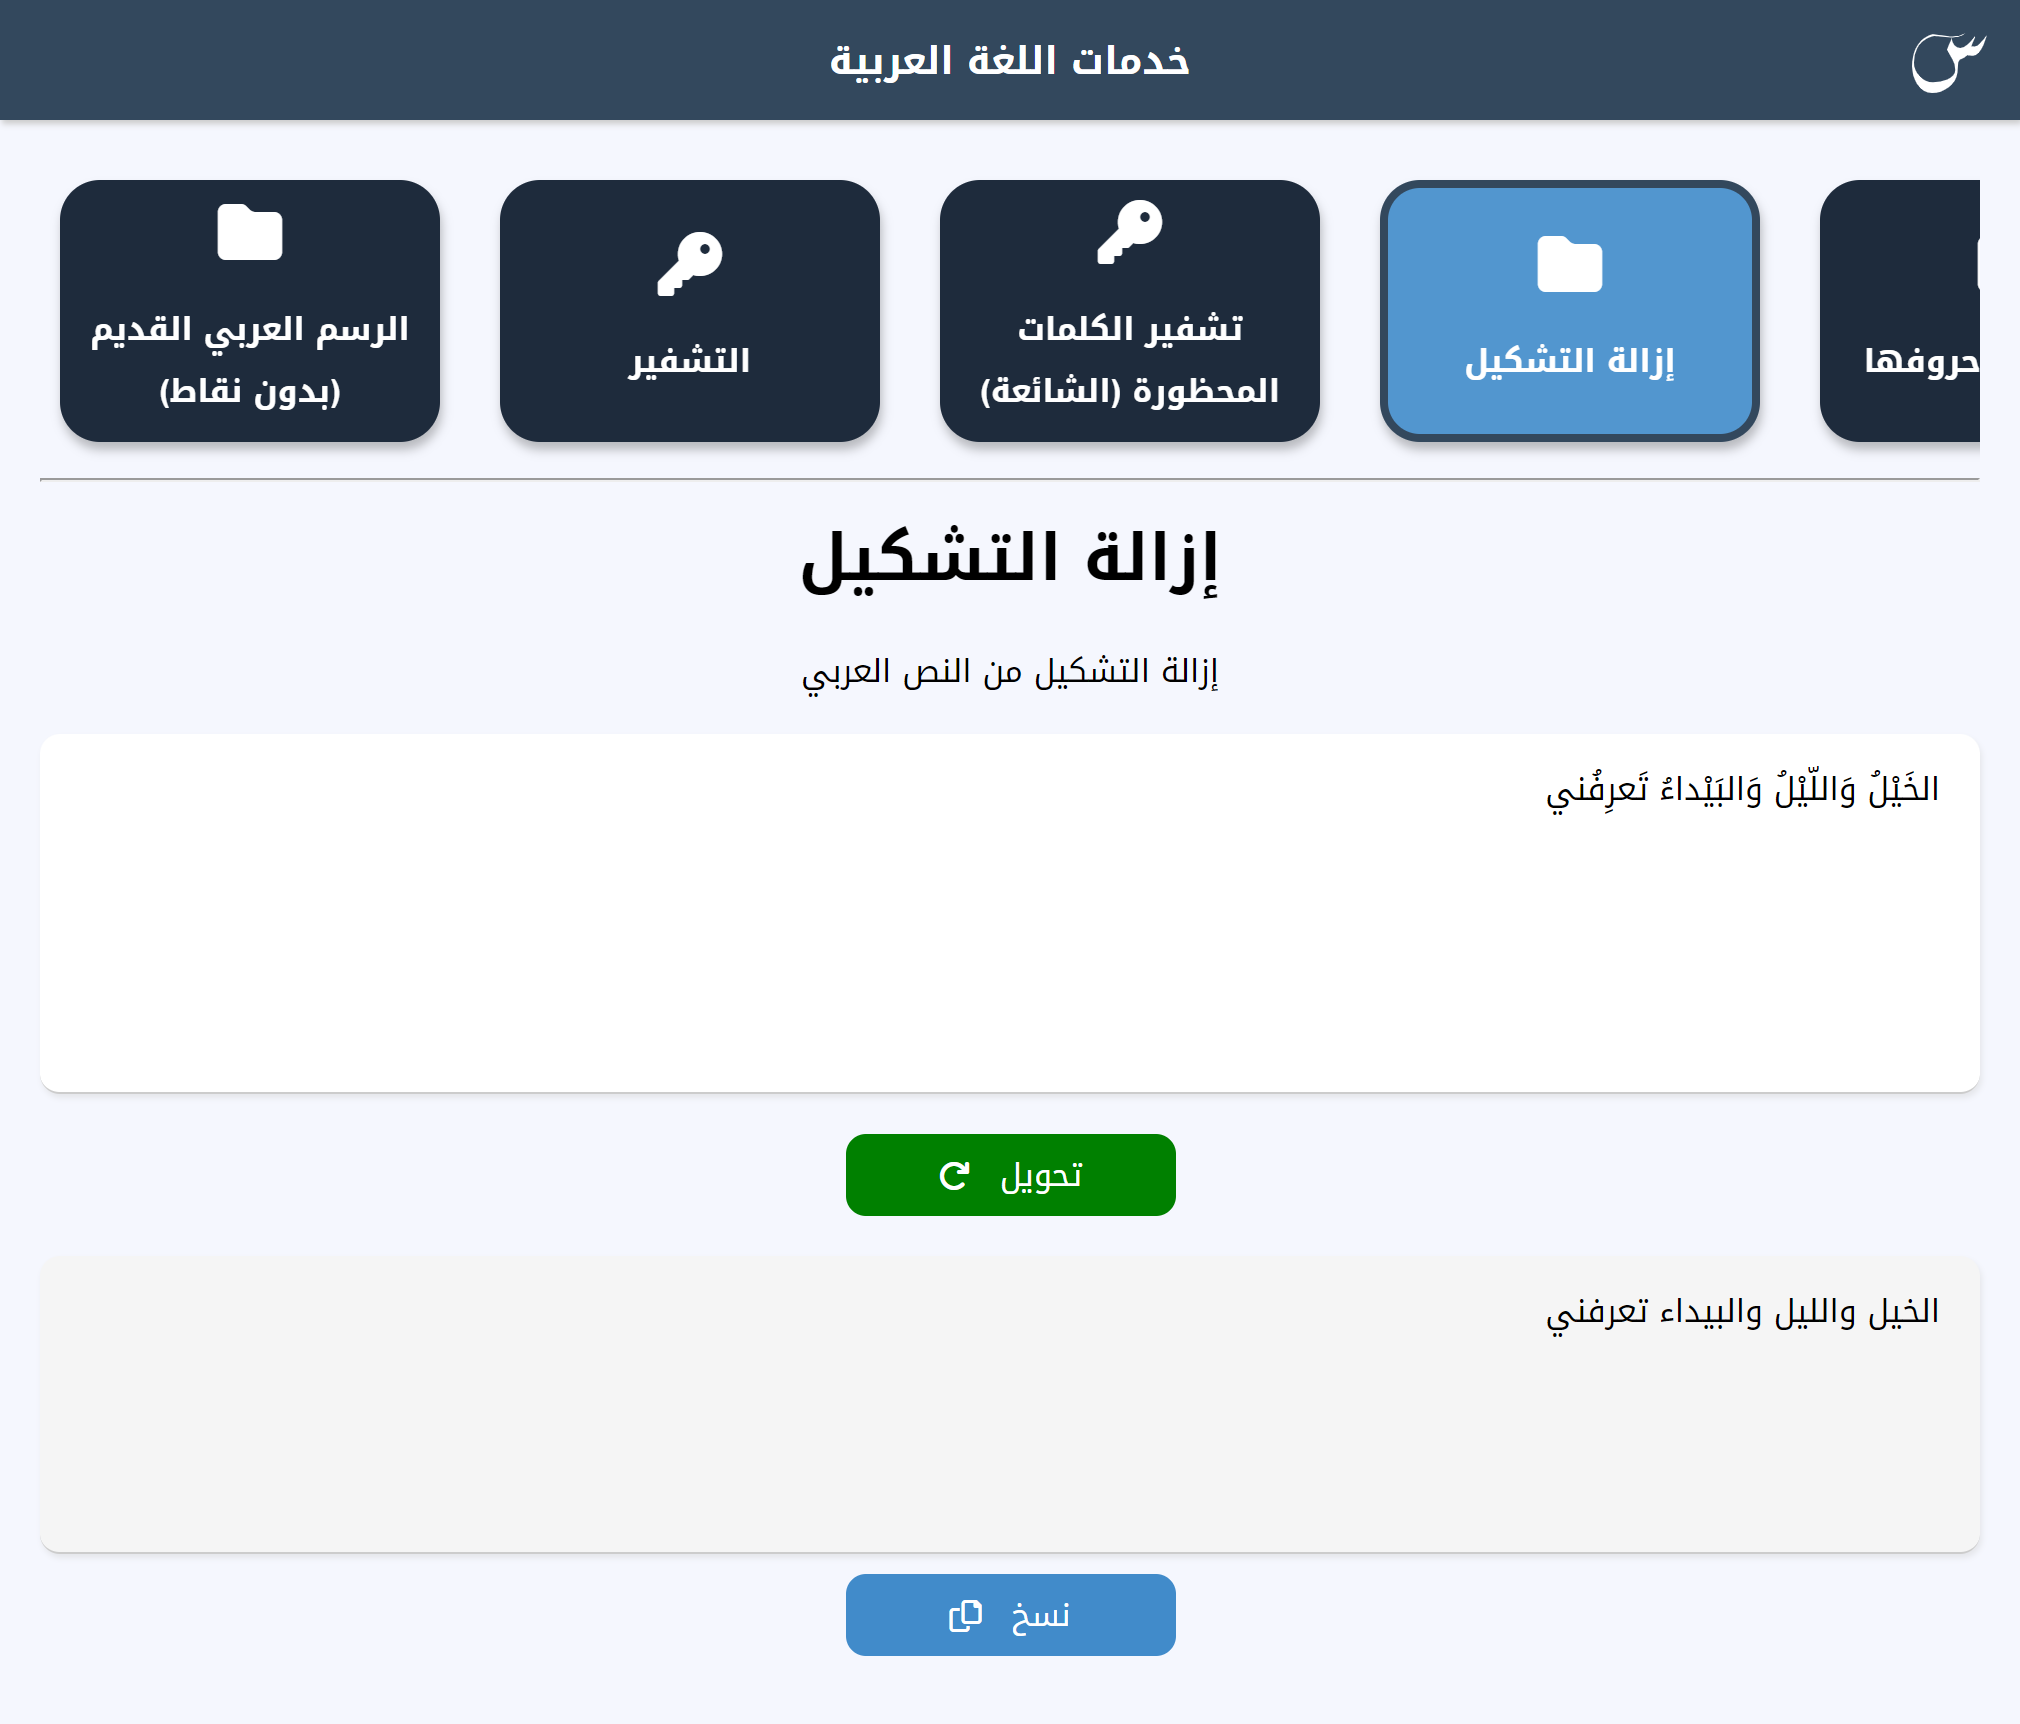 س
خدمات اللغة العربية
حروفها
إزالة التشكيل
تشفير الكلمات
المحظورة (الشائعة)
التشفير
الرسم العربي القديم
(بدون نقاط)
إزالة التشكيل
إزالة التشكيل من النص العربي
الخَيْلُ وَاللّيْلُ وَالبَيْداءُ تَعرِفُني
تحويل
الخيل والليل والبيداء تعرفني
نسخ